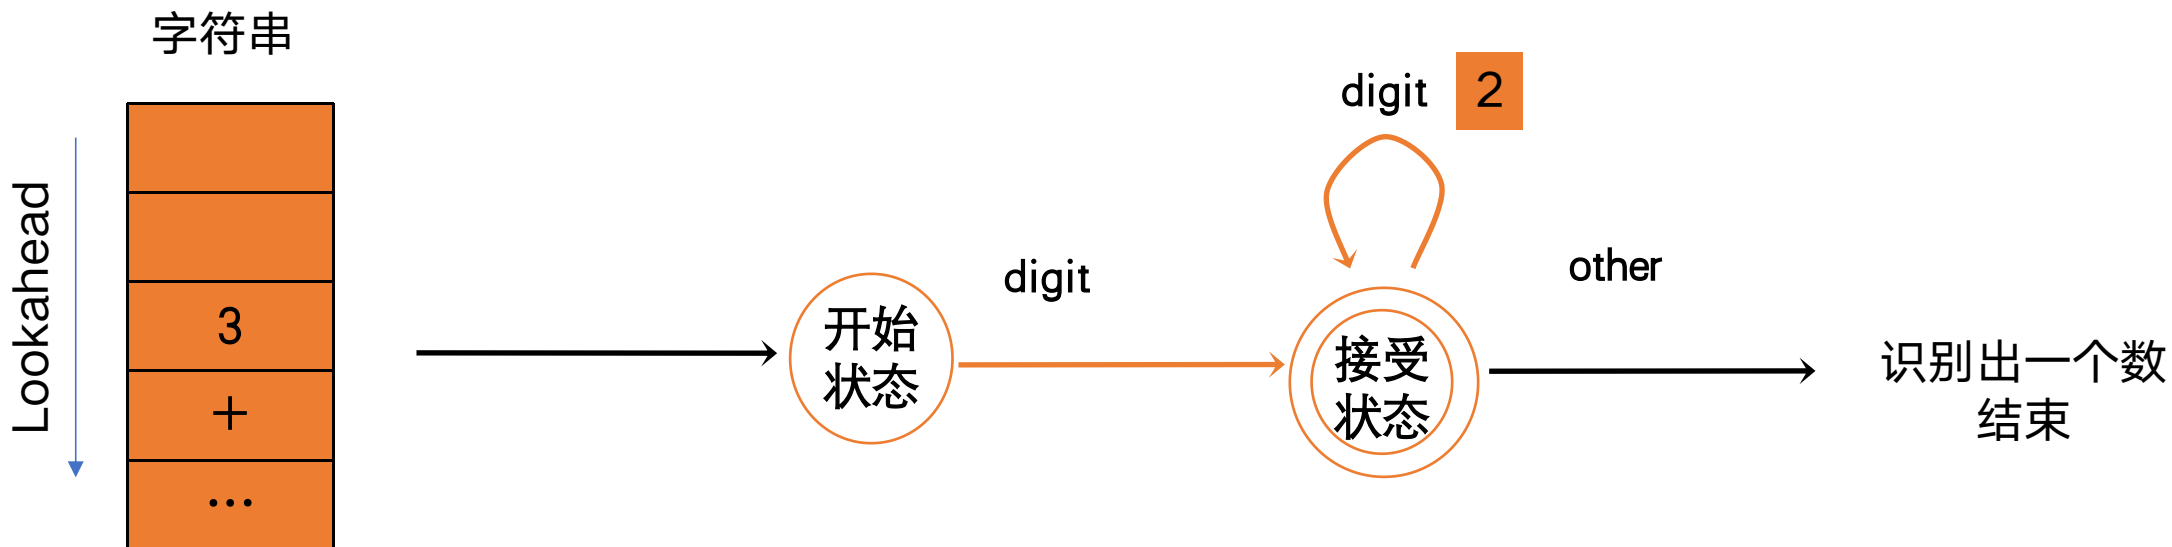 字符串
Lookahead
3
+
...
开始
状态
digit
digit
2
接受
状态
other
识别出一个数
结束